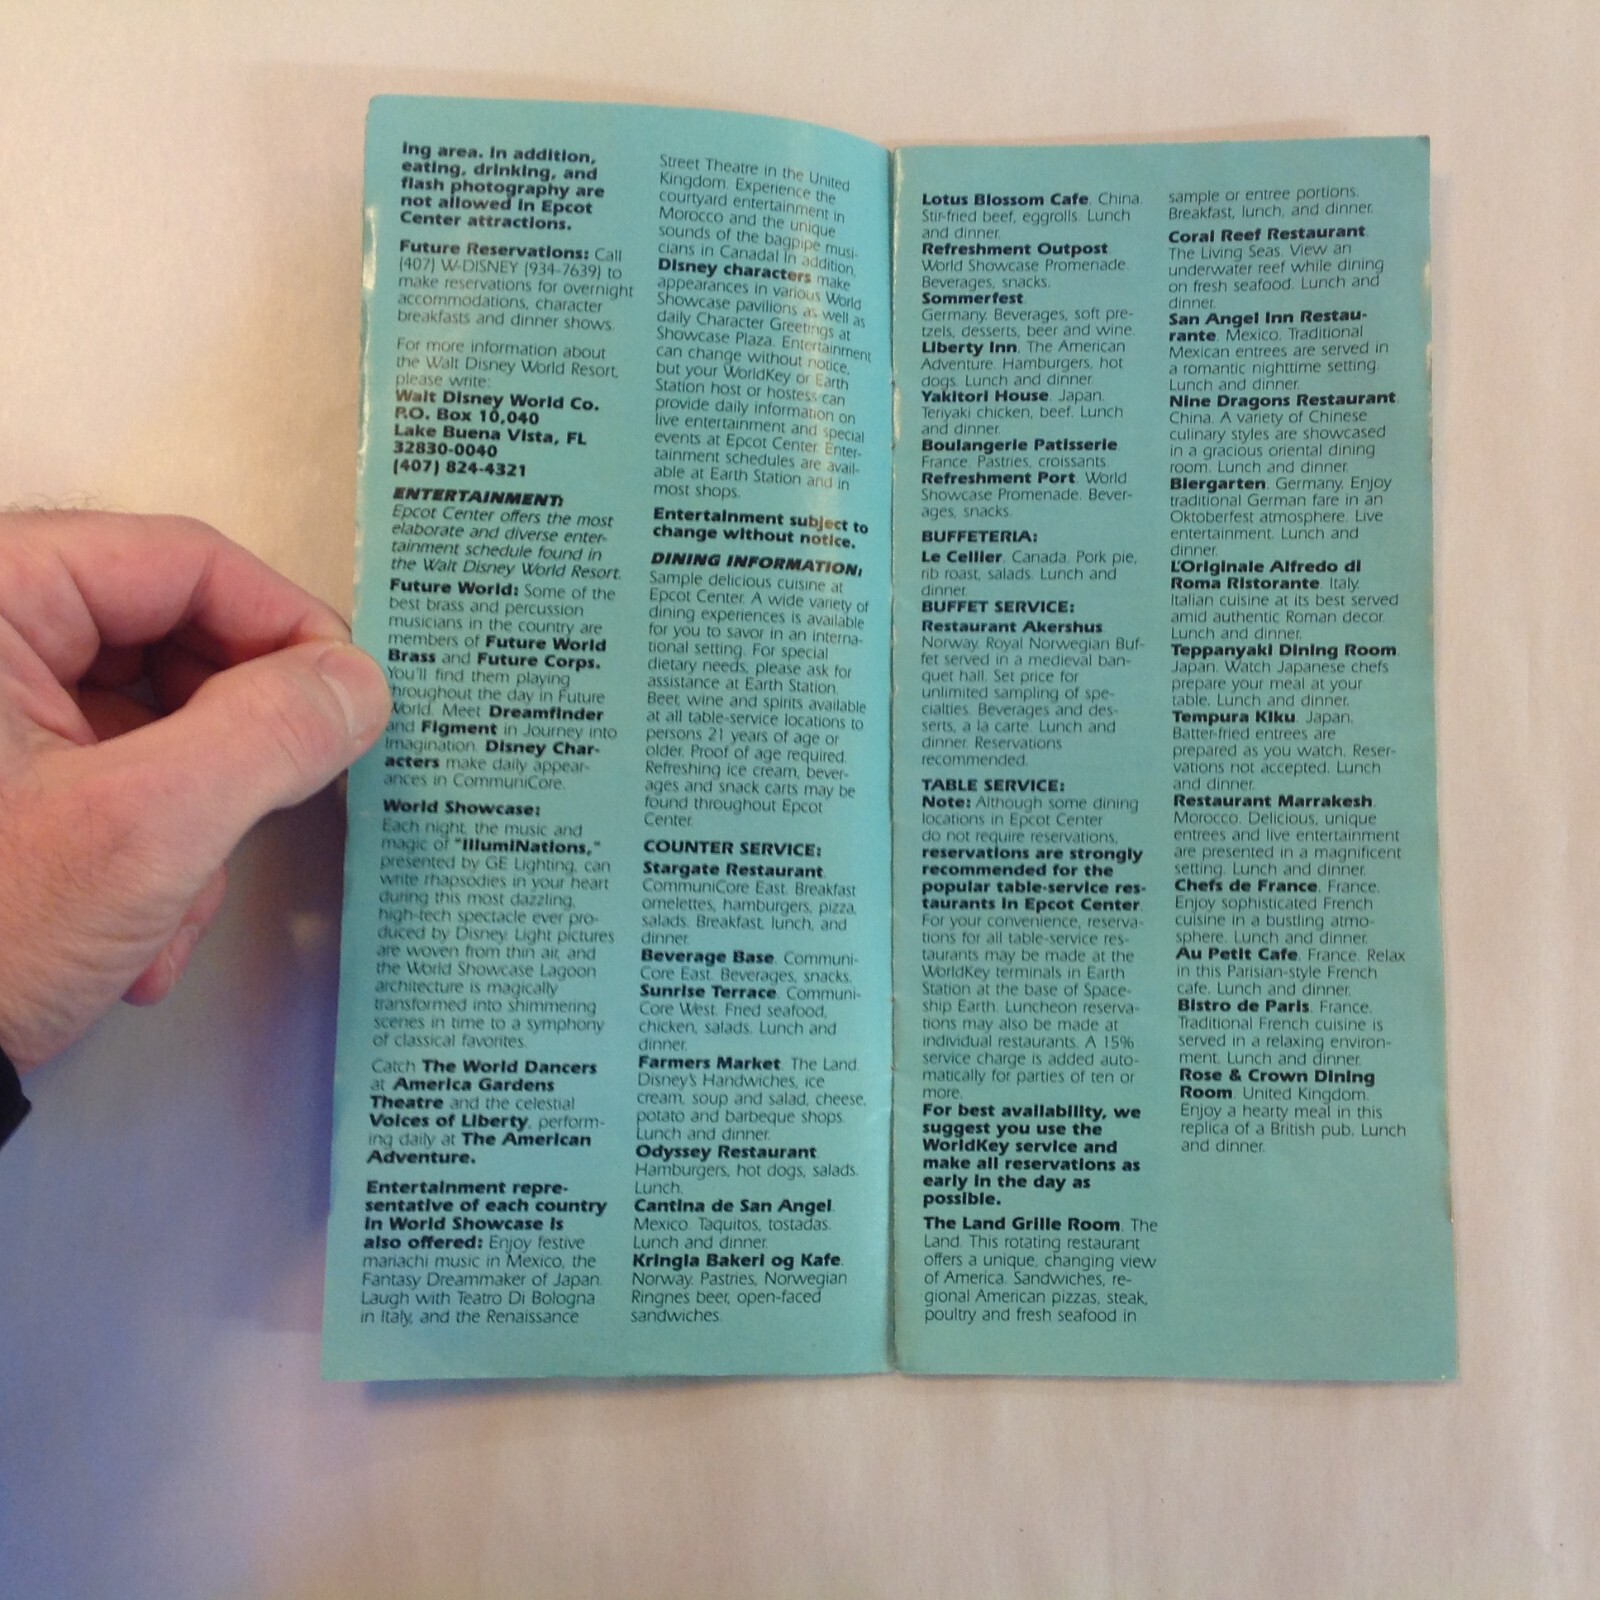 ing area. In addition,
eating, drinking, and
flash photography are
not allowed in Epcot
Center attractions.
Future Reservations: Call
(407) W-DISNEY (934-7639) to
make reservations for overnight
accommodations, character
breakfasts and dinner shows.
For more information about
the Walt Disney World Resort,
please write:
Walt Disney World Co.
P.O. Box 10,040
Lake Buena Vista, FL
32830-0040
(407) 824-4321
ENTERTAINMENT:
Epcot Center offers the most
elaborate and diverse enter-
tainment schedule found in
the Walt Disney World Resort.
Future World: Some of the
best brass and percussion
musicians in the country are
members of Future World
Brass and Future Corps.
You'll find them playing
throughout the day in Future
World. Meet Dreamfinder
and Figment in Journey into
Imagination. Disney Char-
acters make daily appear-
ances in CommuniCore.
World Showcase:
Each night, the music and
magic of "IllumiNations,"
presented by GE Lighting, can
write rhapsodies in your heart
during this most dazzling,
high-tech spectacle ever pro-
duced by Disney. Light pictures
are woven from thin air, and
the World Showcase Lagoon
architecture is magically
transformed into shimmering
scenes in time to a symphony
of classical favorites.
Catch The World Dancers
at America Gardens
Theatre and the celestial
Voices of Liberty, perform-
ing daily at The American
Adventure.
Entertainment repre-
sentative of each country
in World Showcase is
also offered: Enjoy festive
mariachi music in Mexico, the
Fantasy Dreammaker of Japan.
Laugh with Teatro Di Bologna
in Italy, and the Renaissance
Street Theatre in the United
Kingdom. Experience the
courtyard entertainment in
Morocco and the unique
sounds of the bagpipe musi-
cians in Canada! In addition,
Disney characters make
appearances in various World
Showcase pavilions as well as
daily Character Greetings at
Showcase Plaza. Entertainment
can change without notice,
but your WorldKey or Earth
Station host or hostess can
provide daily information on
live entertainment and special
events at Epcot Center. Enter-
tainment schedules are avail-
able at Earth Station and in
most shops.
Entertainment subject to
change without notice.
DINING INFORMATION:
Sample delicious cuisine at
Epcot Center. A wide variety of
dining experiences is available
for you to savor in an interna-
tional setting. For special
dietary needs, please ask for
assistance at Earth Station.
Beer, wine and spirits available
at all table-service locations to
persons 21 years of age or
older. Proof of age required.
Refreshing ice cream, bever-
ages and snack carts may be
found throughout Epcot
Center.
COUNTER SERVICE:
Stargate Restaurant.
CommuniCore East. Breakfast
omelettes, hamburgers, pizza,
salads. Breakfast, lunch, and
dinner.
Beverage Base. Communi-
Core East. Beverages, snacks.
Sunrise Terrace. Communi-
Core West. Fried seafood,
chicken, salads. Lunch and
dinner.
Farmers Market. The Land.
Disney's Handwiches, ice
cream, soup and salad, cheese,
potato and barbeque shops.
Lunch and dinner.
Odyssey Restaurant.
Hamburgers, hot dogs, salads.
Lunch.
Cantina de San Angel.
Mexico. Taquitos, tostadas.
Lunch and dinner.
Kringla Bakeri og Kafe.
Norway. Pastries, Norwegian
Ringnes beer, open-faced
sandwiches.
Lotus Blossom Cafe. China.
Stir-fried beef, eggrolls. Lunch
and dinner.
Refreshment Outpost.
World Showcase Promenade.
Beverages, snacks.
Sommerfest.
Germany. Beverages, soft pre-
tzels, desserts, beer and wine.
Liberty Inn. The American
Adventure. Hamburgers, hot
dogs. Lunch and dinner.
Yakitori House. Japan.
Teriyaki chicken, beef. Lunch
and dinner.
Boulangerie Patisserie.
France. Pastries, croissants.
Refreshment Port. World
Showcase Promenade. Bever-
ages, snacks.
BUFFETERIA:
Le Cellier. Canada. Pork pie,
rib roast, salads. Lunch and
dinner.
BUFFET SERVICE:
Restaurant Akershus.
Norway. Royal Norwegian Buf-
fet served in a medieval ban-
quet hall. Set price for
unlimited sampling of spe-
cialties. Beverages and des-
serts, a la carte. Lunch and
dinner. Reservations
recommended.
TABLE SERVICE:
Note: Although some dining
locations in Epcot Center
do not require reservations,
reservations are strongly
recommended for the
popular table-service res-
taurants in Epcot Center.
For your convenience, reserva-
tions for all table-service res-
taurants may be made at the
WorldKey terminals in Earth
Station at the base of Space-
ship Earth. Luncheon reserva-
tions may also be made at
individual restaurants. A 15%
service charge is added auto-
matically for parties of ten or
more.
For best availability, we
suggest you use the
WorldKey service and
make all reservations as
early in the day as
possible.
The Land Grille Room. The
Land. This rotating restaurant
offers a unique, changing view
of America. Sandwiches, re-
gional American pizzas, steak,
poultry and fresh seafood in
sample or entree portions.
Breakfast, lunch, and dinner.
Coral Reef Restaurant.
The Living Seas. View an
underwater reef while dining
on fresh seafood. Lunch and
dinner.
San Angel Inn Restau-
rante. Mexico. Traditional
Mexican entrees are served in
a romantic nighttime setting.
Lunch and dinner.
Nine Dragons Restaurant.
China. A variety of Chinese
culinary styles are showcased
in a gracious oriental dining
room. Lunch and dinner.
Biergarten. Germany. Enjoy
traditional German fare in an
Oktoberfest atmosphere. Live
entertainment. Lunch and
dinner.
L'Originale Alfredo di
Roma Ristorante. Italy.
Italian cuisine at its best served
amid authentic Roman decor.
Lunch and dinner.
Teppanyaki Dining Room.
Japan. Watch Japanese chefs
prepare your meal at your
table. Lunch and dinner.
Tempura Kiku. Japan.
Batter-fried entrees are
prepared as you watch. Reser-
vations not accepted. Lunch
and dinner.
Restaurant Marrakesh.
Morocco. Delicious, unique
entrees and live entertainment
are presented in a magnificent
setting. Lunch and dinner.
Chefs de France. France.
Enjoy sophisticated French
cuisine in a bustling atmo-
sphere. Lunch and dinner.
Au Petit Cafe. France. Relax
in this Parisian-style French
cafe. Lunch and dinner.
Bistro de Paris. France.
Traditional French cuisine is
served in a relaxing environ-
ment. Lunch and dinner.
Rose & Crown Dining
Room. United Kingdom.
Enjoy a hearty meal in this
replica of a British pub. Lunch
and dinner.